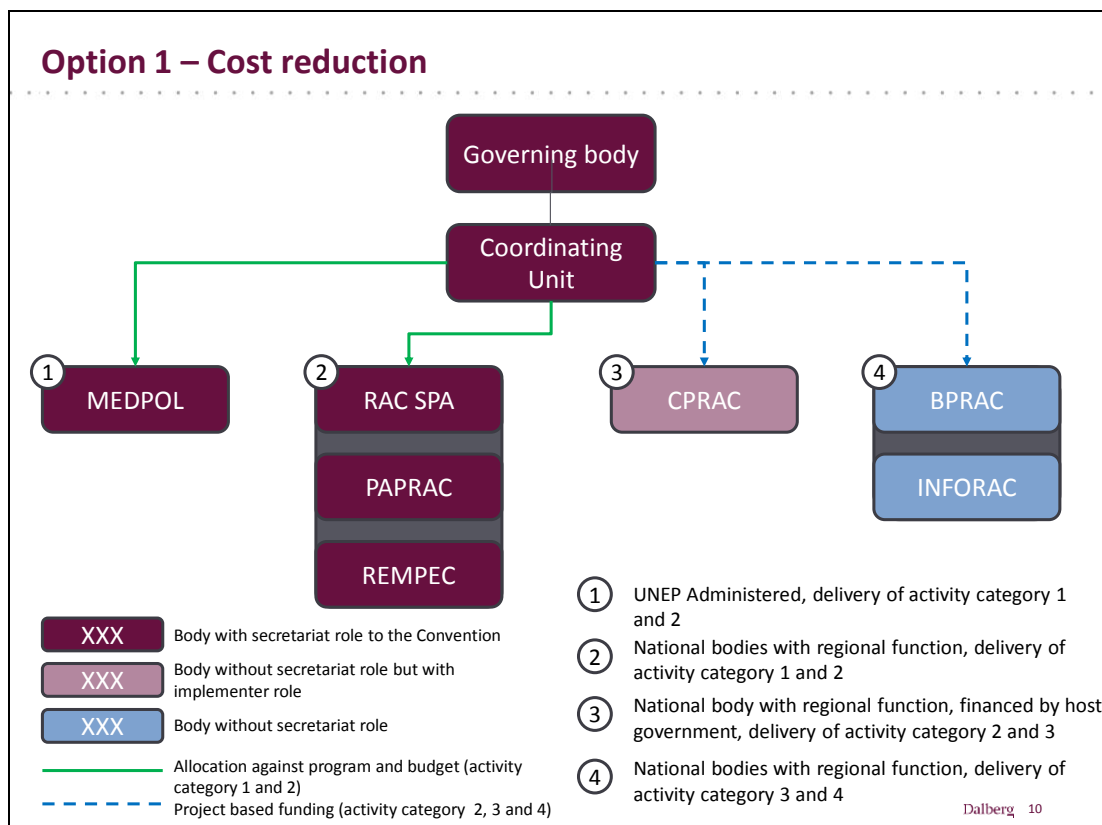 Option 1 – Cost reduction
Governing body
Coordinating
Unit
1
MEDPOL
2
RAC SPA
PAPRAC
REMPEC
3
CPRAC
4
BPRAC
INFORAC
XXX
Body with secretariat role to the Convention
XXX
Body without secretariat role but with
implementer role
XXX
Body without secretariat role
Allocation against program and budget (activity
category 1 and 2)
Project based funding (activity category 2, 3 and 4)
1
UNEP Administered, delivery of activity category 1
and 2
2
National bodies with regional function, delivery of
activity category 1 and 2
3
National body with regional function, financed by host
government, delivery of activity category 2 and 3
4
National bodies with regional function, delivery of
activity category 3 and 4
Dalberg 10